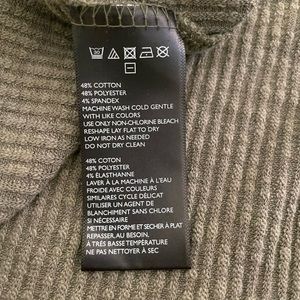 48% COTTON
48% POLYESTER
4% SPANDEX
MACHINE WASH COLD GENTLE
WITH LIKE COLORS
USE ONLY NON-CHLORINE BLEACH
RESHAPE LAY FLAT TO DRY
LOW IRON AS NEEDED
DO NOT DRY CLEAN
48% COTON
48% POLYESTER
4% ÉLASTHANNE
LAVER À LA MACHINE À L'EAU
FROIDE AVEC COULEURS
SIMILAIRES CYCLE DÉLICAT
UTILISER UN AGENT DE
BLANCHIMENT SANS CHLORE
SI NÉCESSAIRE
METTRE EN FORME ET SÉCHER À PLAT
REPASSER, AU BESOIN,
À TRÈS BASSE TEMPÉRATURE
NE PAS NETTOYER À SEC